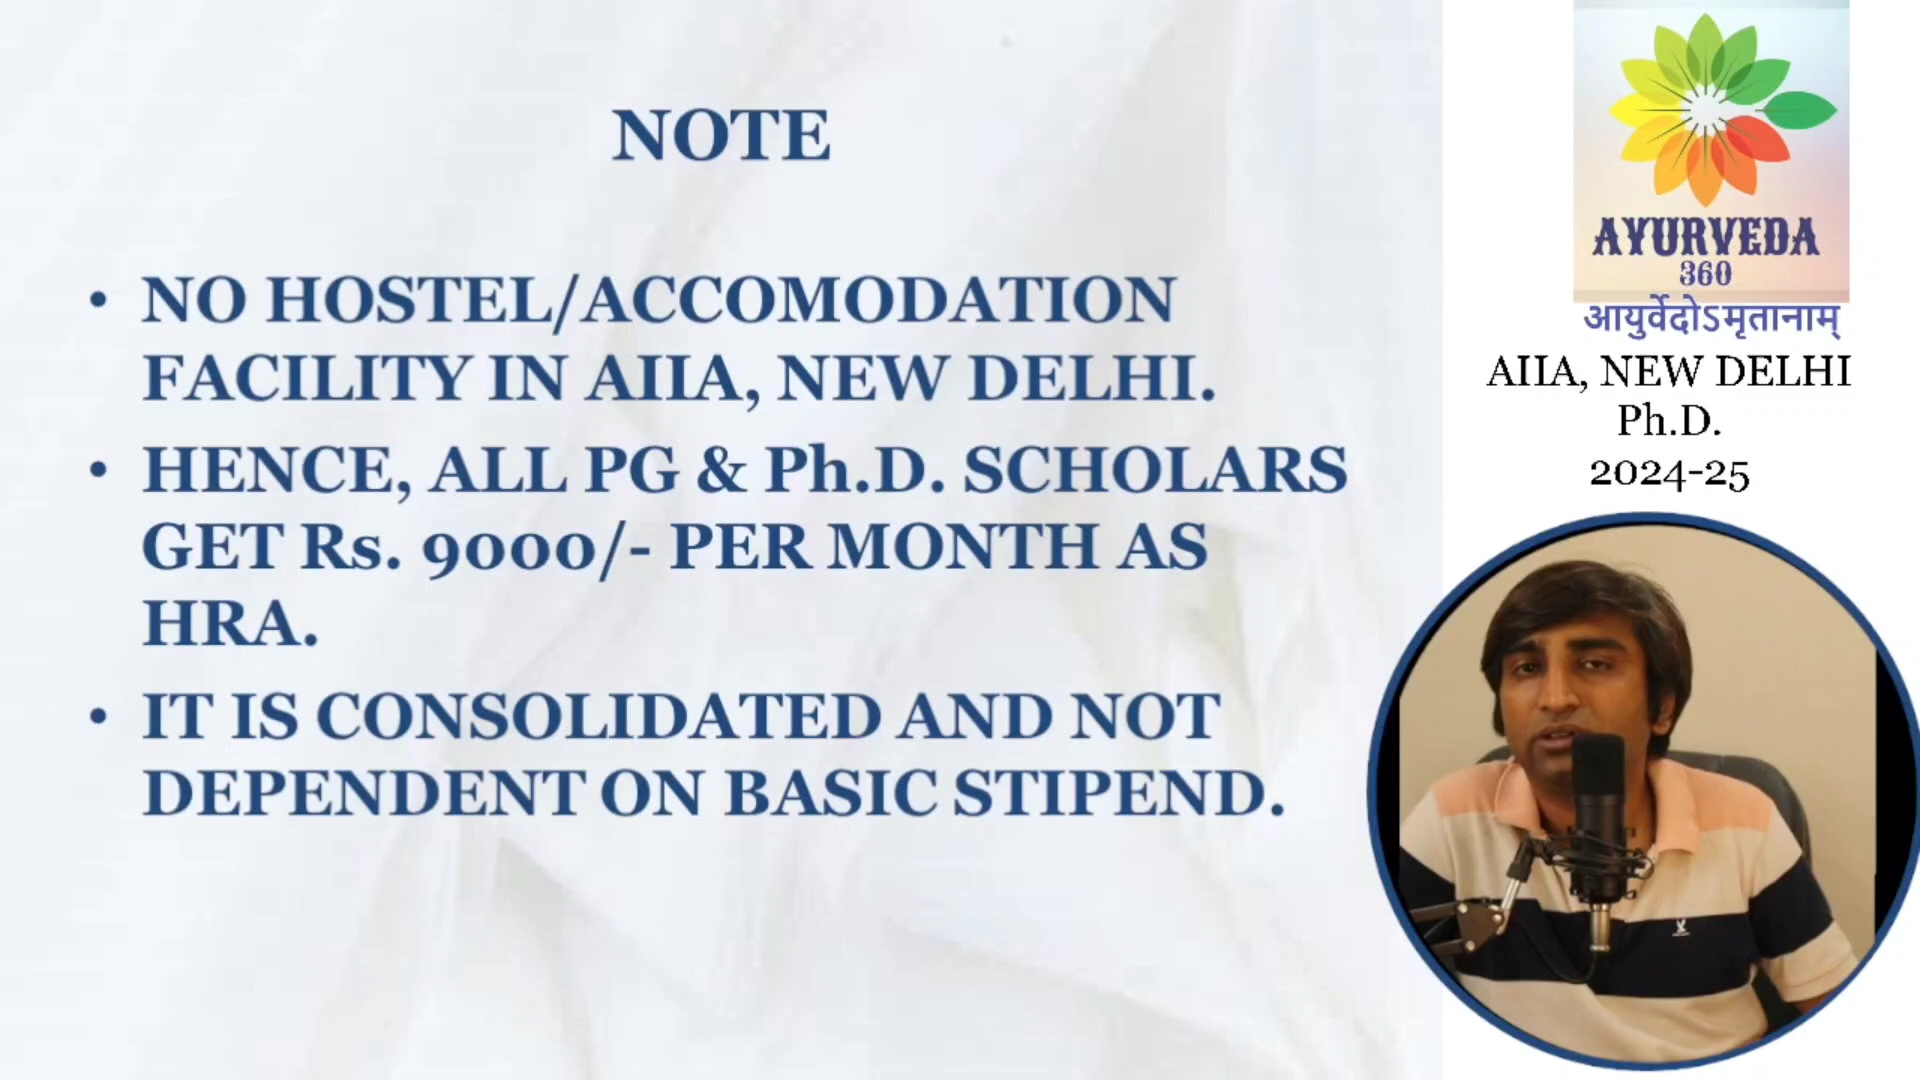 NOTE
• NO HOSTEL/ACCOMODATION
FACILITY IN AIIA, NEW DELHI.
• HENCE, ALL PG & Ph.D. SCHOLARS
GET Rs. 9000/- PER MONTH AS
HRA.
• IT IS CONSOLIDATED AND NOT
DEPENDENT ON BASIC STIPEND.
AYURVEDA
360
आयुर्वेदोऽमृतानाम्
AIIA, NEW DELHI
Ph.D.
2024-25